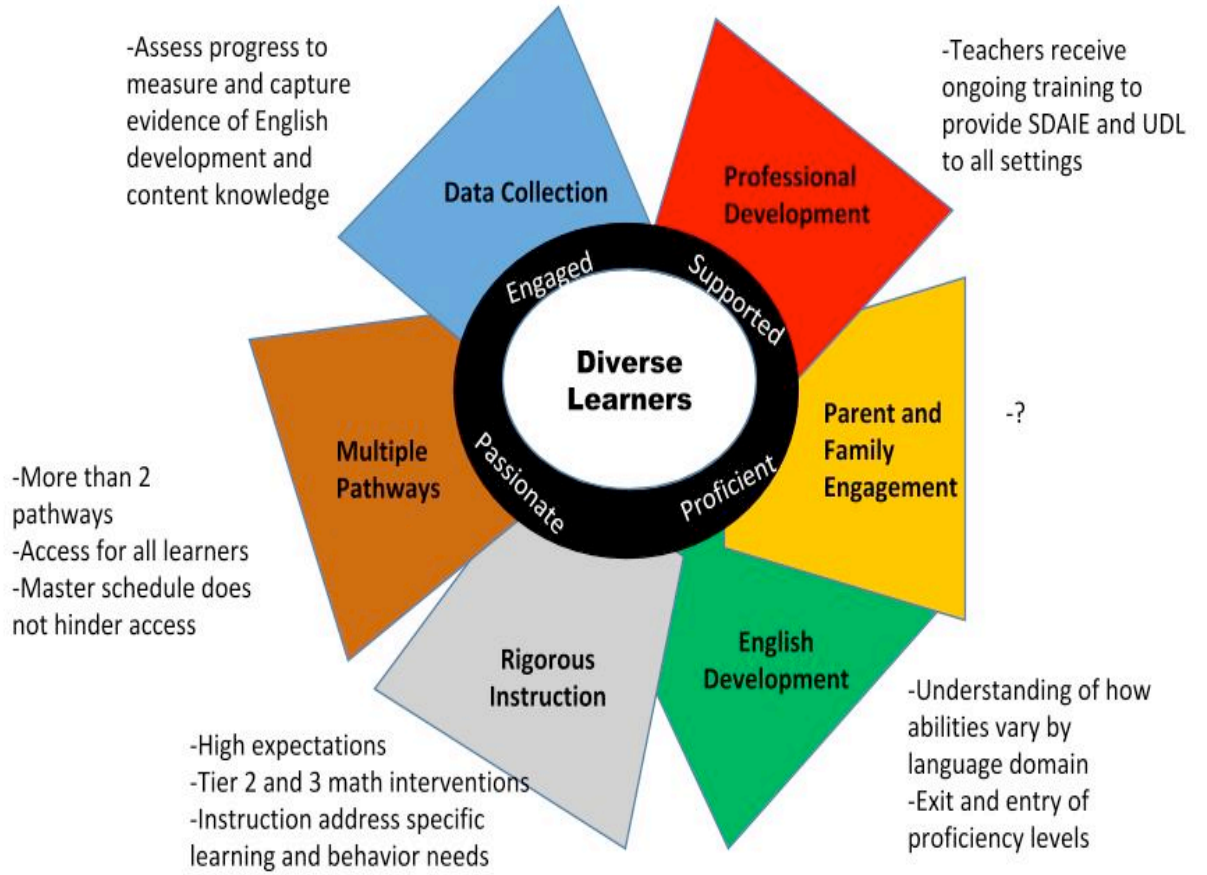 -Assess progress to
measure and capture
evidence of English
development and
content knowledge
Data Collection
Professional
Development
-Teachers receive
ongoing training to
provide SDAIE and UDL
to all settings
Engaged
Supported
Diverse
Learners
Passionate
Proficient
Parent and
Family
Engagement
-?
Multiple
Pathways
-More than 2
pathways
-Access for all learners
-Master schedule does
not hinder access
Rigorous
Instruction
-High expectations
-Tier 2 and 3 math interventions
-Instruction address specific
learning and behavior needs
English
Development
-Understanding of how
abilities vary by
language domain
-Exit and entry of
proficiency levels